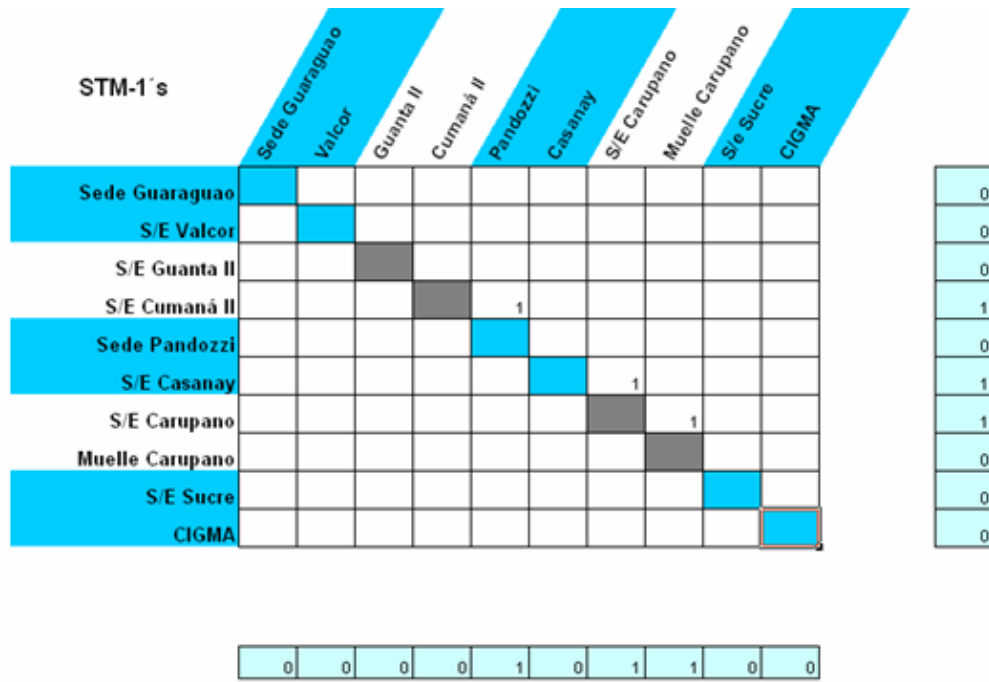 STM-1´s
Sede Guaraguao
Valcor
Guanta II
Cumaná II
Pandozzi
Casanay
S/E Carupano
Muelle Carupano
S/e Sucre
CIGMA
Sede Guaraguao 0
S/E Valcor 0
S/E Guanta II 0
S/E Cumaná II 1 1
Sede Pandozzi 0
S/E Casanay 1 1
S/E Carupano 1 1
Muelle Carupano 0
S/E Sucre 0
CIGMA 0
0 0 0 0 1 0 1 1 0 0